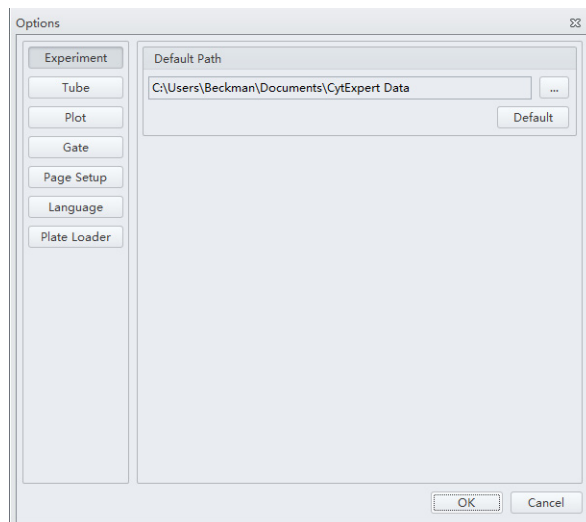 Options
Experiment
Tube
Plot
Gate
Page Setup
Language
Plate Loader
Default Path
C:\Users\Beckman\Documents\CytExpert Data
...
Default
OK
Cancel